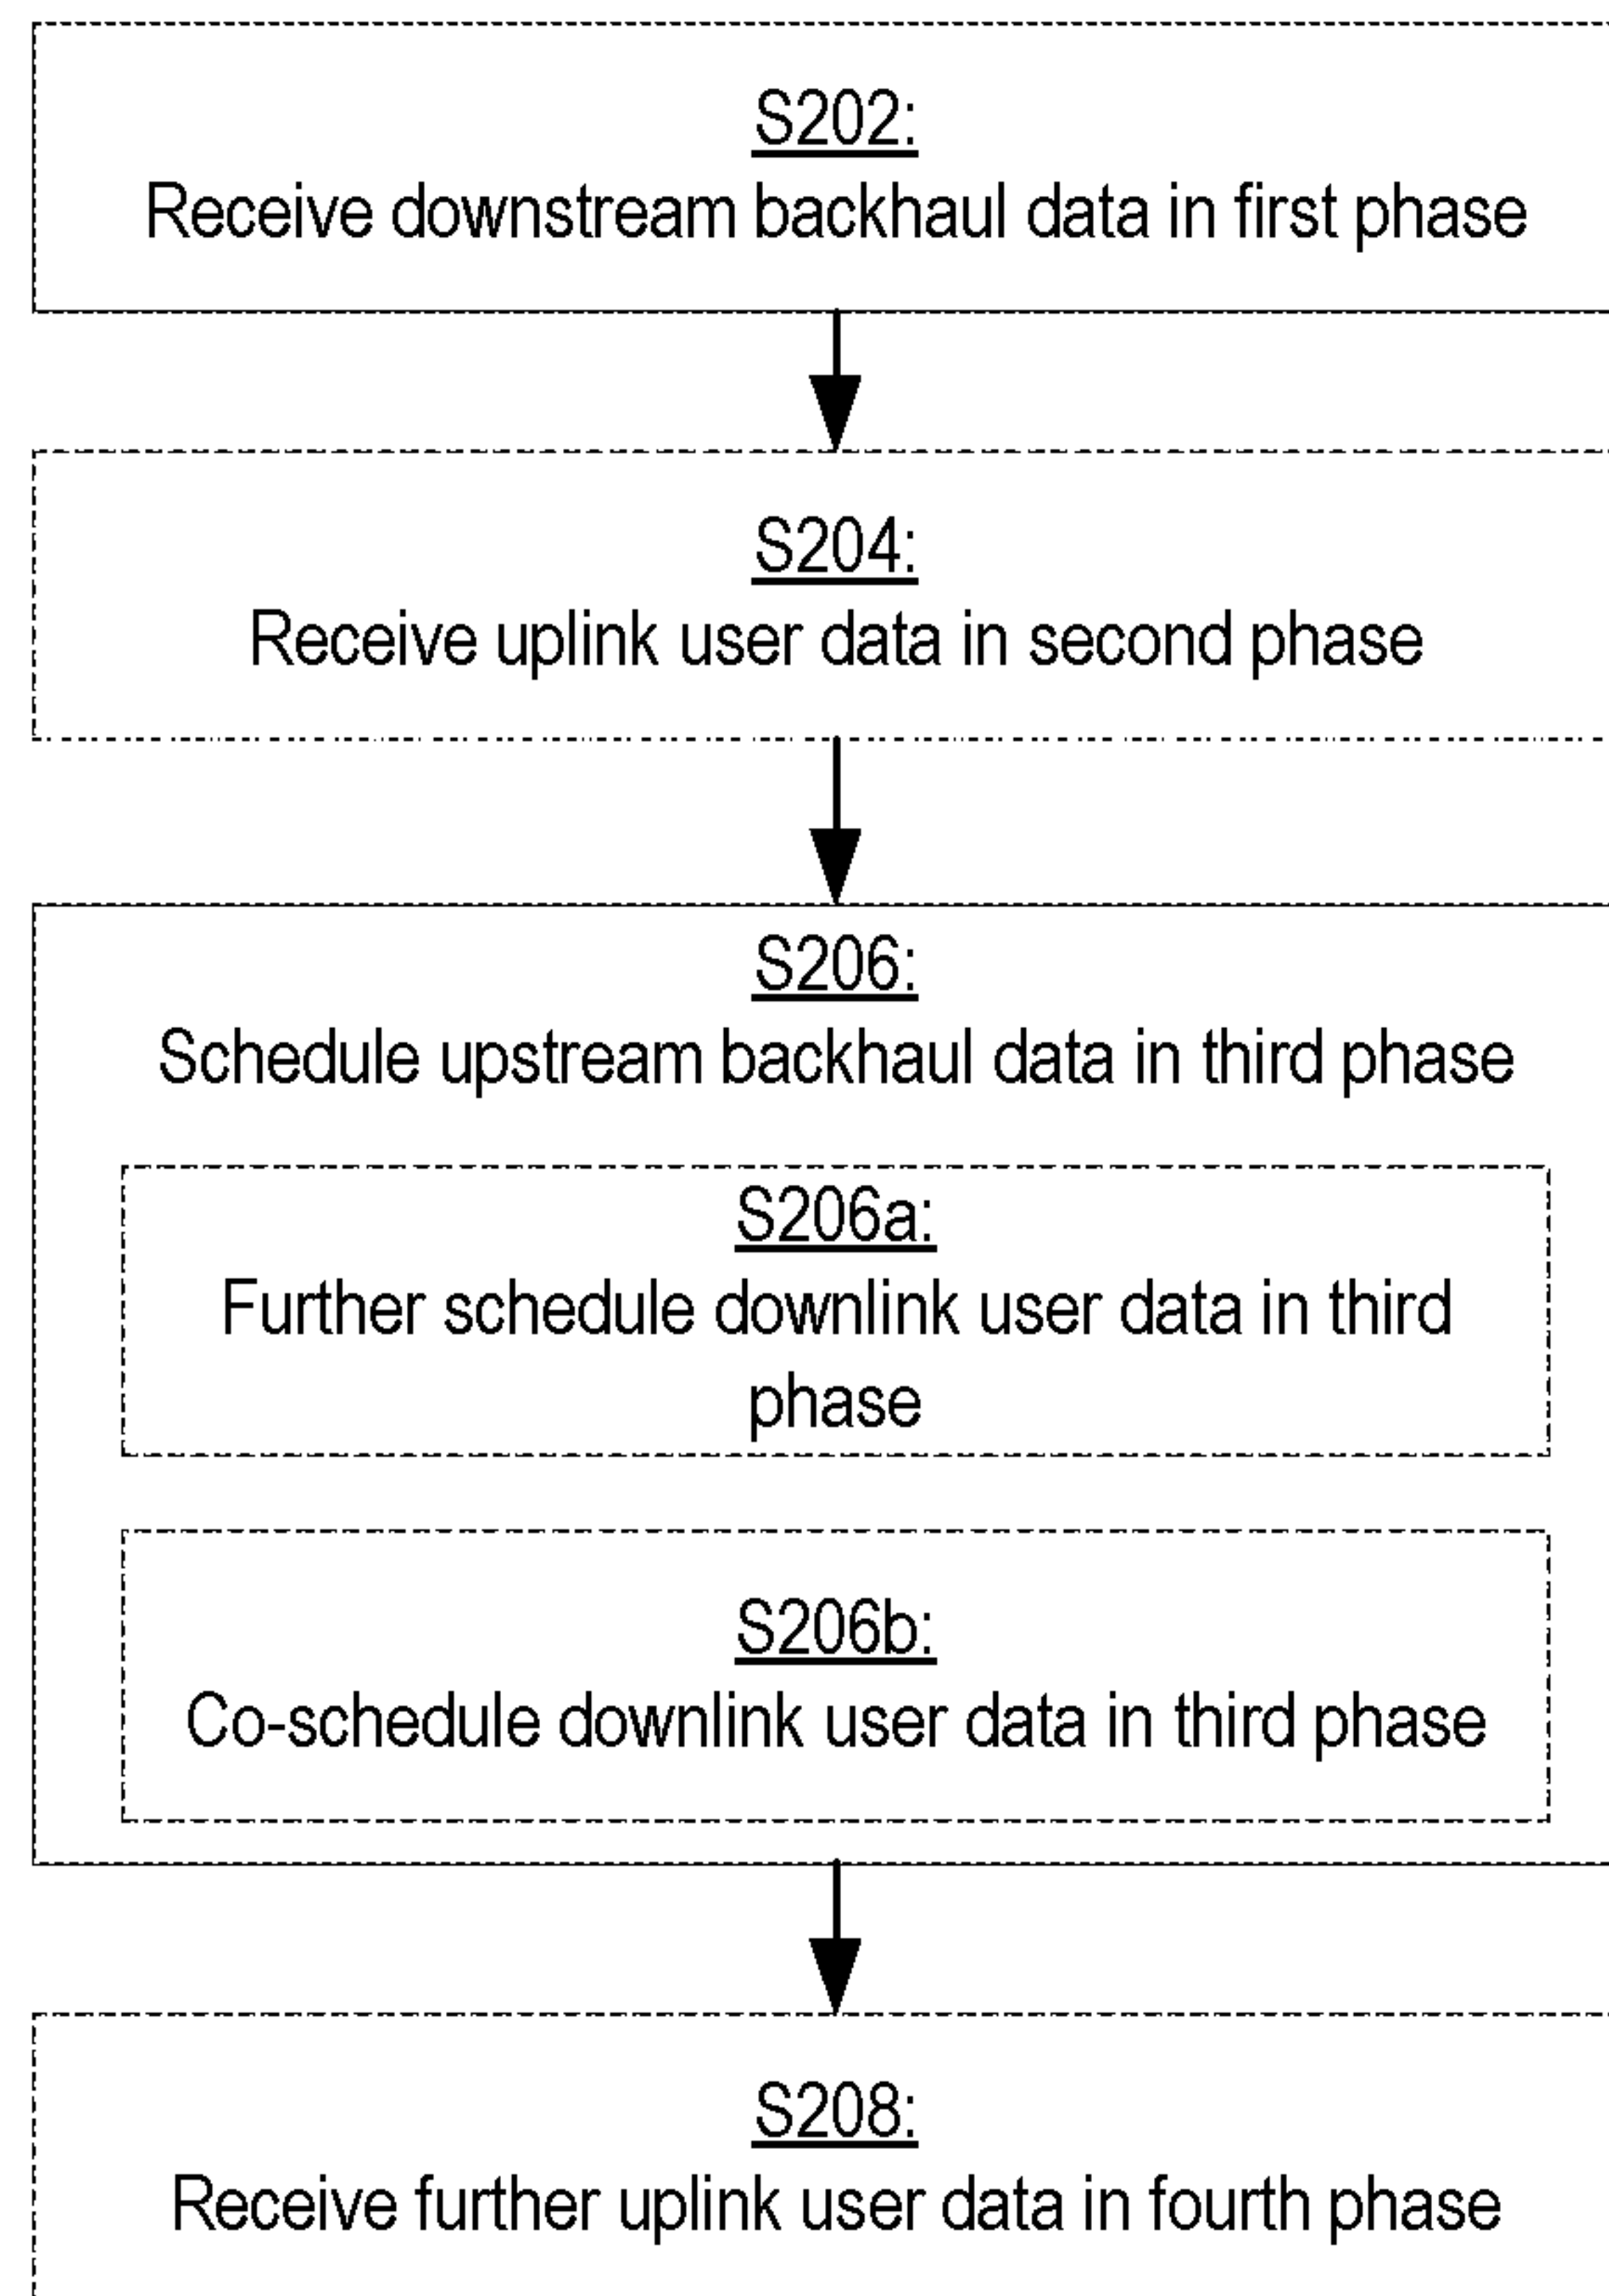 S202:
Receive downstream backhaul data in first phase
S204:
Receive uplink user data in second phase
S206:
Schedule upstream backhaul data in third phase
S206a:
Further schedule downlink user data in third
phase
S206b:
Co-schedule downlink user data in third phase
S208:
Receive further uplink user data in fourth phase